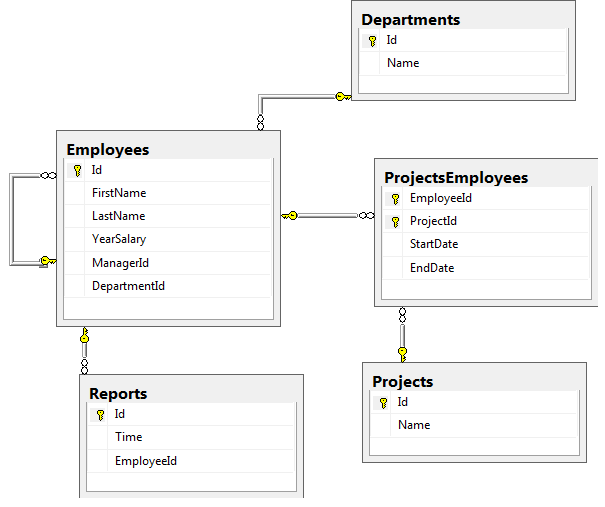 Departments
Id
Name
Employees
Id
FirstName
LastName
YearSalary
ManagerId
DepartmentId
ProjectsEmployees
EmployeeId
ProjectId
StartDate
EndDate
Reports
Id
Time
EmployeeId
Projects
Id
Name